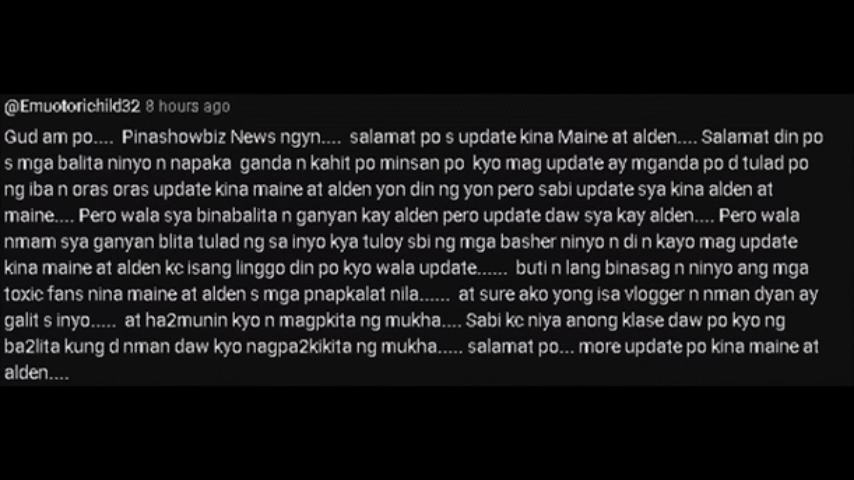 @Emuotorichild32 8 hours ago
Gud am po.... Pinashowbiz News ngyn.... salamat po s update kina Maine at alden.... Salamat din po
s mga balita ninyo n napaka ganda n kahit po minsan po kyo mag update ay mganda po d tulad po
ng iba n oras oras update kina maine at alden yon din ng yon pero sabi update sya kina alden at
maine.... Pero wala sya binabalita n ganyan kay alden pero update daw sya kay alden.... Pero wala
nmam sya ganyan blita tulad ng sa inyo kya tuloy sbi ng mga basher ninyo n di n kayo mag update
kina maine at alden kc isang linggo din po kyo wala update...... buti n lang binasag n ninyo ang mga
toxic fans nina maine at alden s mga pnapkalat nila...... at sure ako yong isa vlogger n nman dyan ay
galit s inyo..... at ha2munin kyo n magpkita ng mukha.... Sabi kc niya anong klase daw po kyo ng
ba2lita kung d nman daw kyo nagpa2kikita ng mukha..... salamat po... more update po kina maine at
alden....